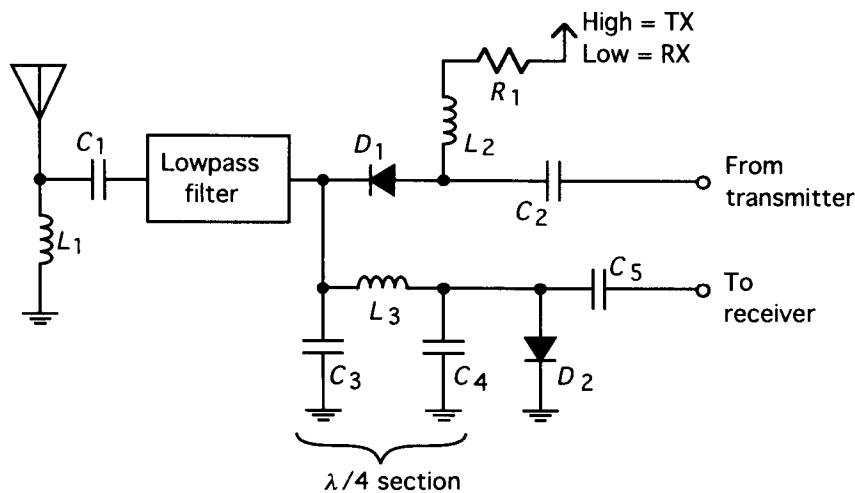 High = TX
Low = RX
R1
C1
Lowpass
filter
D1
L2
From
transmitter
C2
L1
C5
To
receiver
L3
C3
C4
D2
λ/4 section